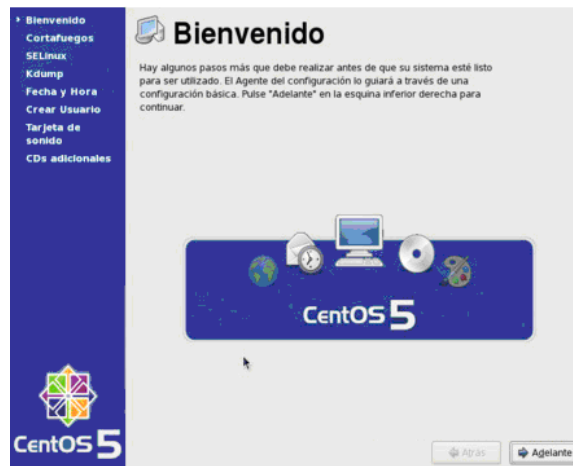 Bienvenido
Cortafuegos
SELinux
Kdump
Fecha y Hora
Crear Usuario
Tarjeta de
sonido
CDs adicionales
CentOS 5
Bienvenido
Hay algunos pasos más que debe realizar antes de que su sistema esté listo
para ser utilizado. El Agente del configuración lo guiará a través de una
configuración básica. Pulse "Adelante" en la esquina inferior derecha para
continuar.
CentOS 5
Atrás
Adelante